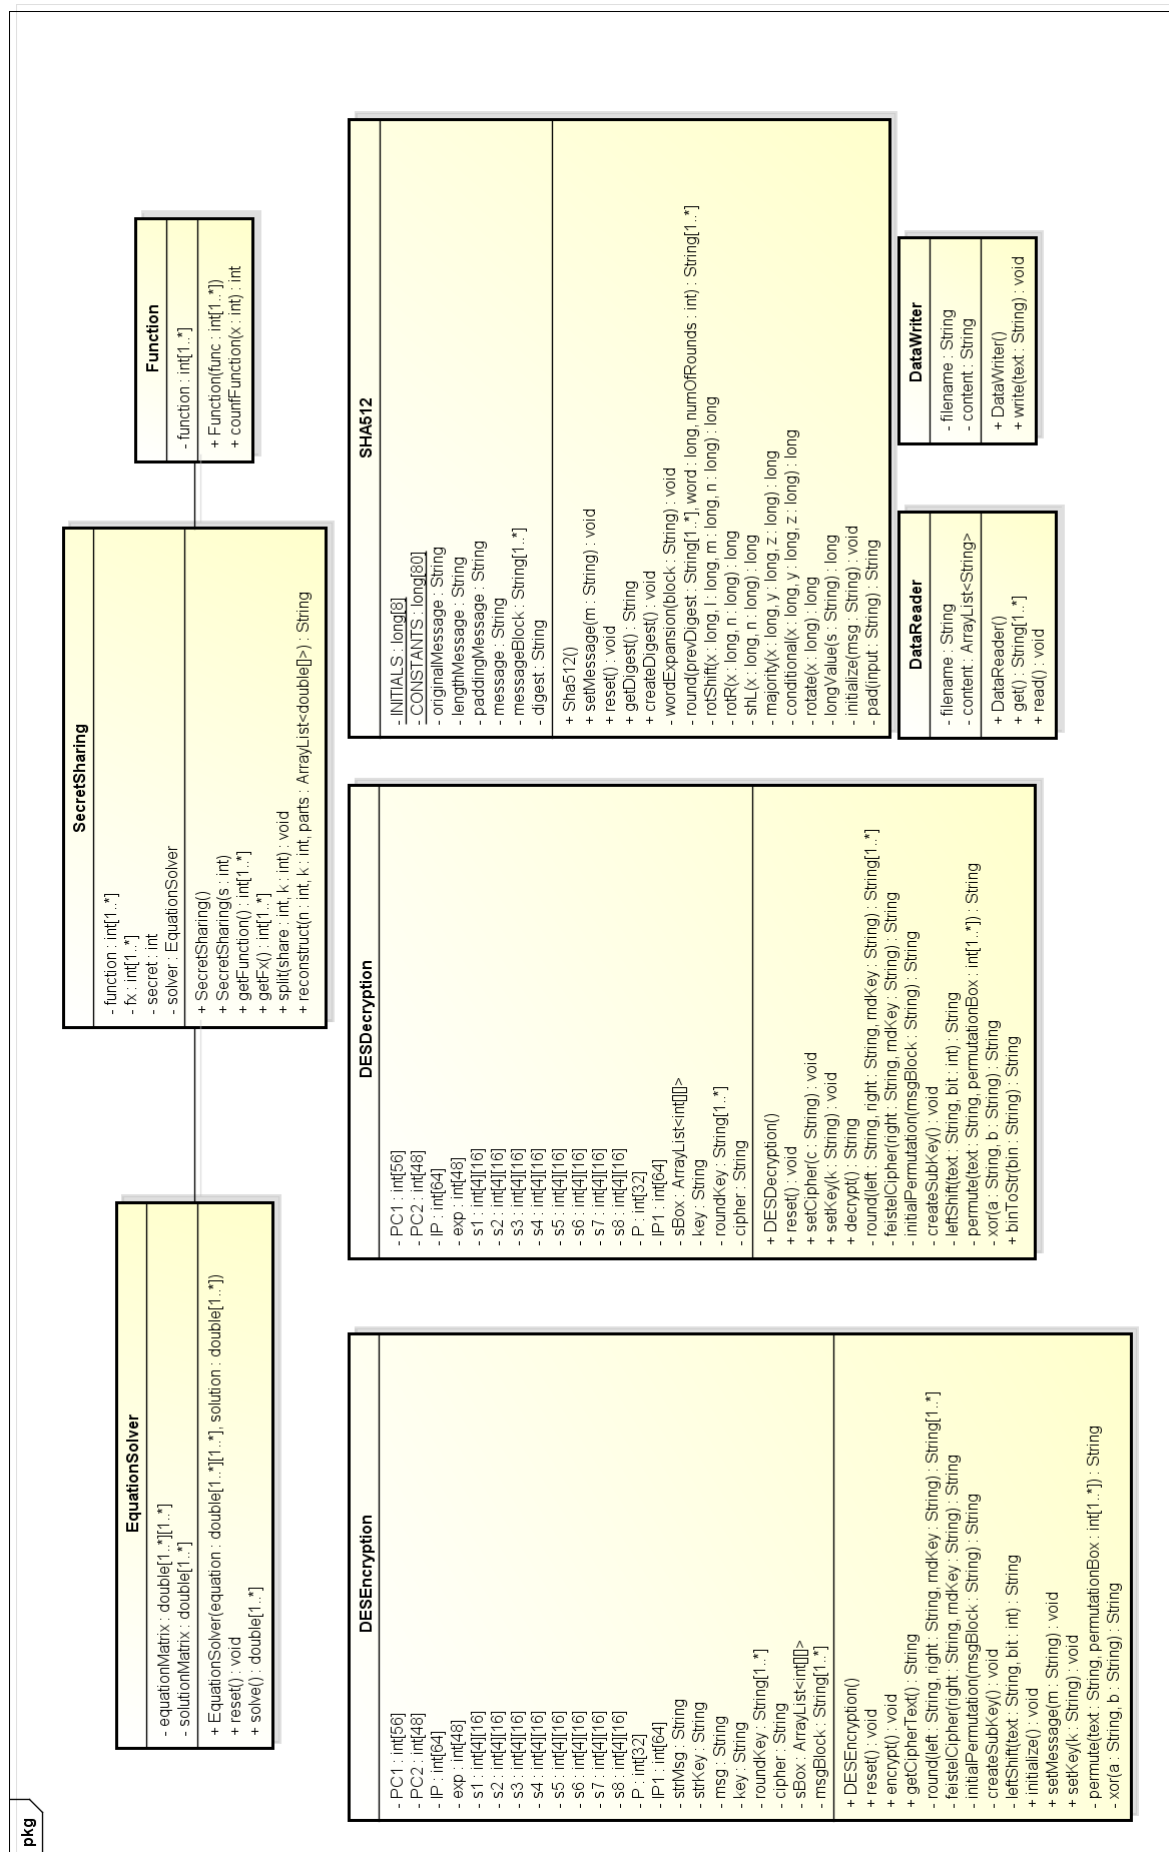 pkg
EquationSolver
- equationMatrix : double[1..*][1..*]
- solutionMatrix : double[1..*]
+ EquationSolver(equation : double[1..*][1..*], solution : double[1..*])
+ reset() : void
+ solve() : double[1..*]
SecretSharing
- function : int[1..*]
- fx : int[1..*]
- secret : int
- solver : EquationSolver
+ SecretSharing()
+ SecretSharing(s : int)
+ getFunction() : int[1..*]
+ getFx() : int[1..*]
+ split(share : int, k : int) : void
+ reconstruct(n : int, k : int, parts : ArrayList<double[]>) : String
Function
- function : int[1..*]
+ Function(func : int[1..*])
+ counfFunction(x : int) : int
DESEncryption
- PC1 : int[56]
- PC2 : int[48]
- IP : int[64]
- exp : int[48]
- s1 : int[4][16]
- s2 : int[4][16]
- s3 : int[4][16]
- s4 : int[4][16]
- s5 : int[4][16]
- s6 : int[4][16]
- s7 : int[4][16]
- s8 : int[4][16]
- P : int[32]
- IP1 : int[64]
- strMsg : String
- strKey : String
- msg : String
- key : String
- roundKey : String[1..*]
- cipher : String
- sBox : ArrayList<int[][]>
- msgBlock : String[1..*]
+ DESEncryption()
+ reset() : void
+ encrypt() : void
+ getCipherText() : String
- round(left : String, right : String, rndKey : String) : String[1..*]
- feistelCipher(right : String, rndKey : String) : String
- initialPermutation(msgBlock : String) : String
- createSubKey() : void
- leftShift(text : String, bit : int) : String
+ initialize() : void
+ setMessage(m : String) : void
+ setKey(k : String) : void
- permute(text : String, permutationBox : int[1..*]) : String
- xor(a : String, b : String) : String
DESDecryption
- PC1 : int[56]
- PC2 : int[48]
- IP : int[64]
- exp : int[48]
- s1 : int[4][16]
- s2 : int[4][16]
- s3 : int[4][16]
- s4 : int[4][16]
- s5 : int[4][16]
- s6 : int[4][16]
- s7 : int[4][16]
- s8 : int[4][16]
- P : int[32]
- IP1 : int[64]
- sBox : ArrayList<int[][]>
- key : String
- roundKey : String[1..*]
- cipher : String
+ DESDecryption()
+ reset() : void
+ setCipher(c : String) : void
+ setKey(k : String) : void
+ decrypt() : String
- round(left : String, right : String, rndKey : String) : String[1..*]
- feistelCipher(right : String, rndKey : String) : String
- initialPermutation(msgBlock : String) : String
- createSubKey() : void
- leftShift(text : String, bit : int) : String
- permute(text : String, permutationBox : int[1..*]) : String
- xor(a : String, b : String) : String
+ binToStr(bin : String) : String
SHA512
- INITIALS : long[8]
- CONSTANTS : long[80]
- originalMessage : String
- lengthMessage : String
- paddingMessage : String
- message : String
- messageBlock : String[1..*]
- digest : String
+ Sha512()
+ setMessage(m : String) : void
+ reset() : void
+ getDigest() : String
+ createDigest() : void
- wordExpansion(block : String) : void
- round(prevDigest : String[1..*], word : long, numOfRounds : int) : String[1..*]
- rotShift(x : long, l : long, m : long, n : long) : long
- rotR(x : long, n : long) : long
- shL(x : long, n : long) : long
- majority(x : long, y : long, z : long) : long
- conditional(x : long, y : long, z : long) : long
- rotate(x : long) : long
- longValue(s : String) : long
- initialize(msg : String) : void
- pad(input : String) : String
DataReader
- filename : String
- content : ArrayList<String>
+ DataReader()
+ get() : String[1..*]
+ read() : void
DataWriter
- filename : String
- content : String
+ DataWriter()
+ write(text : String) : void